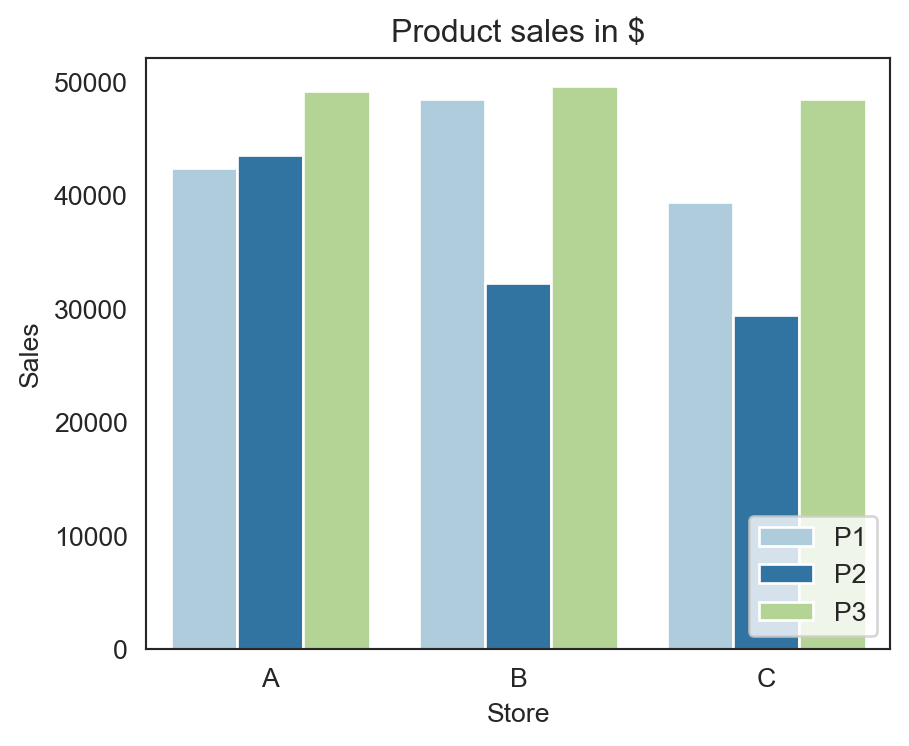 Product sales in $
50000
40000
30000
20000
10000
0
Sales
A
B
C
Store
P1
P2
P3